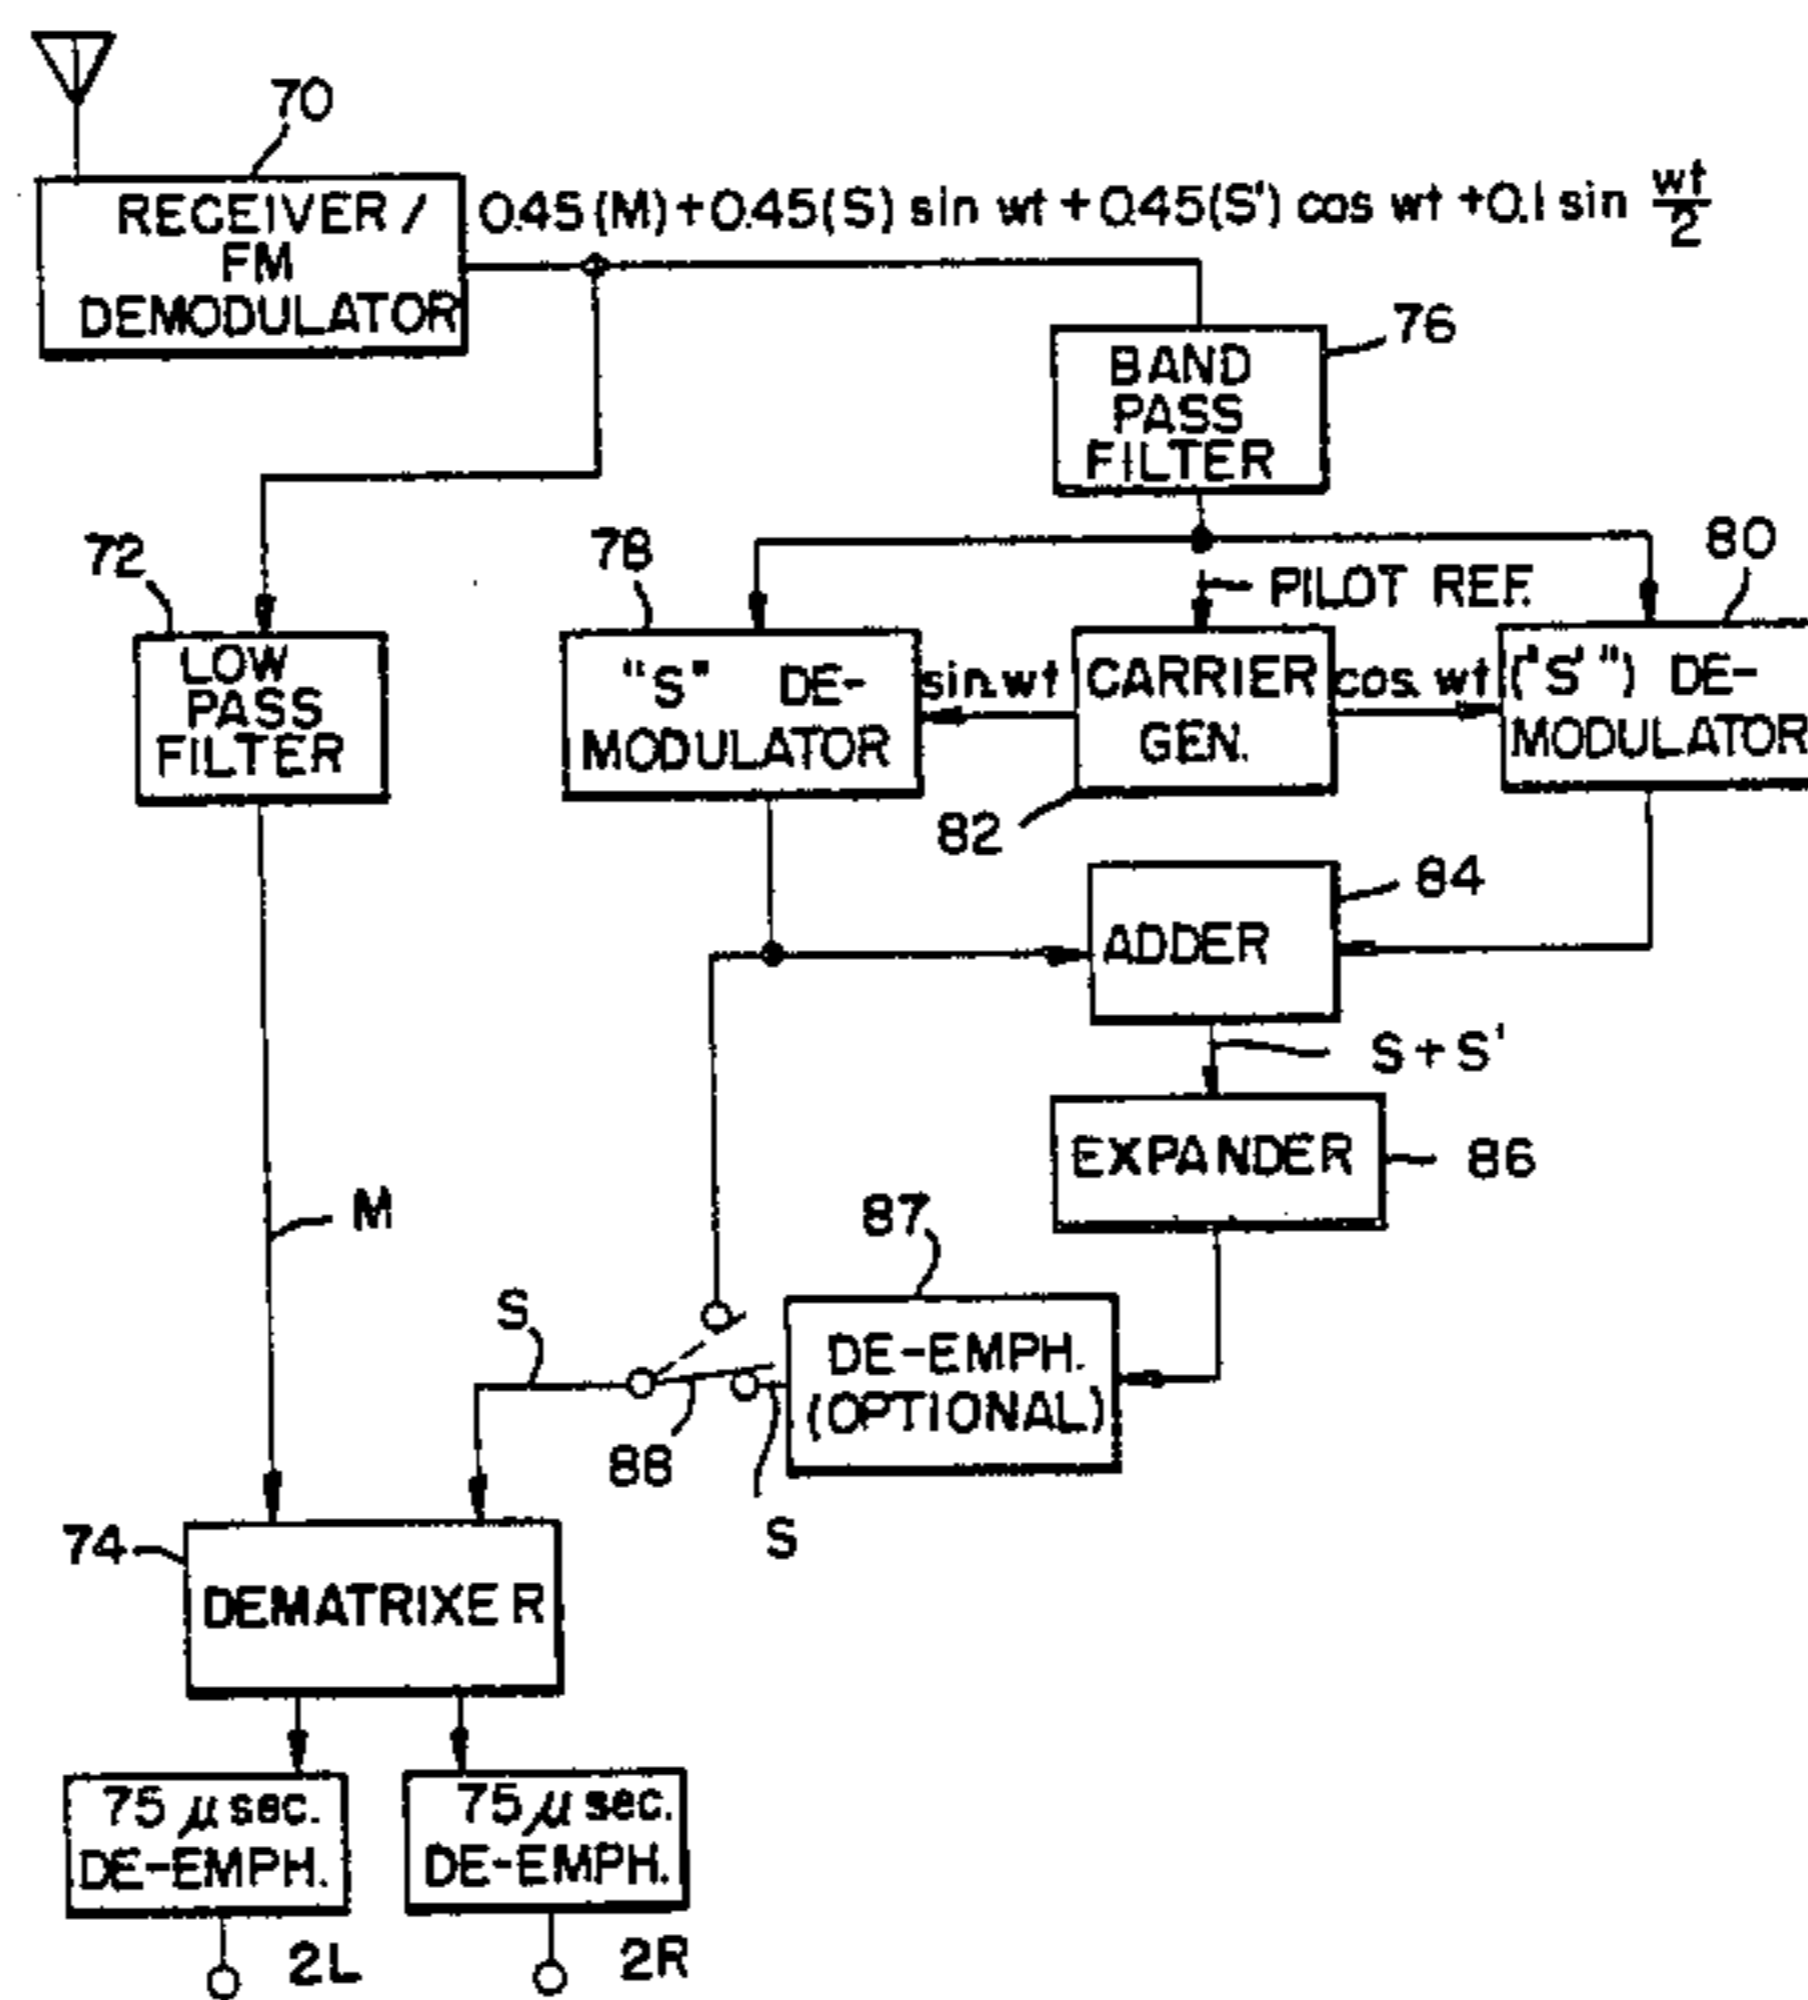 70
RECEIVER /
FM
DEMODULATOR
0.45(M)+0.45(S) sin wt +0.45(S') cos wt +0.1 sin wt/2
76
BAND
PASS
FILTER
72
78
80
PILOT REF.
LOW
PASS
FILTER
"S" DE-
MODULATOR
sin wt
CARRIER
GEN.
cos wt
("S'") DE-
MODULATOR
82
84
ADDER
S + S'
EXPANDER
86
M
87
S
DE-EMPH.
(OPTIONAL)
88
S
74
DEMATRIXER
75 μ sec.
DE-EMPH.
75 μ sec.
DE-EMPH.
2L
2R